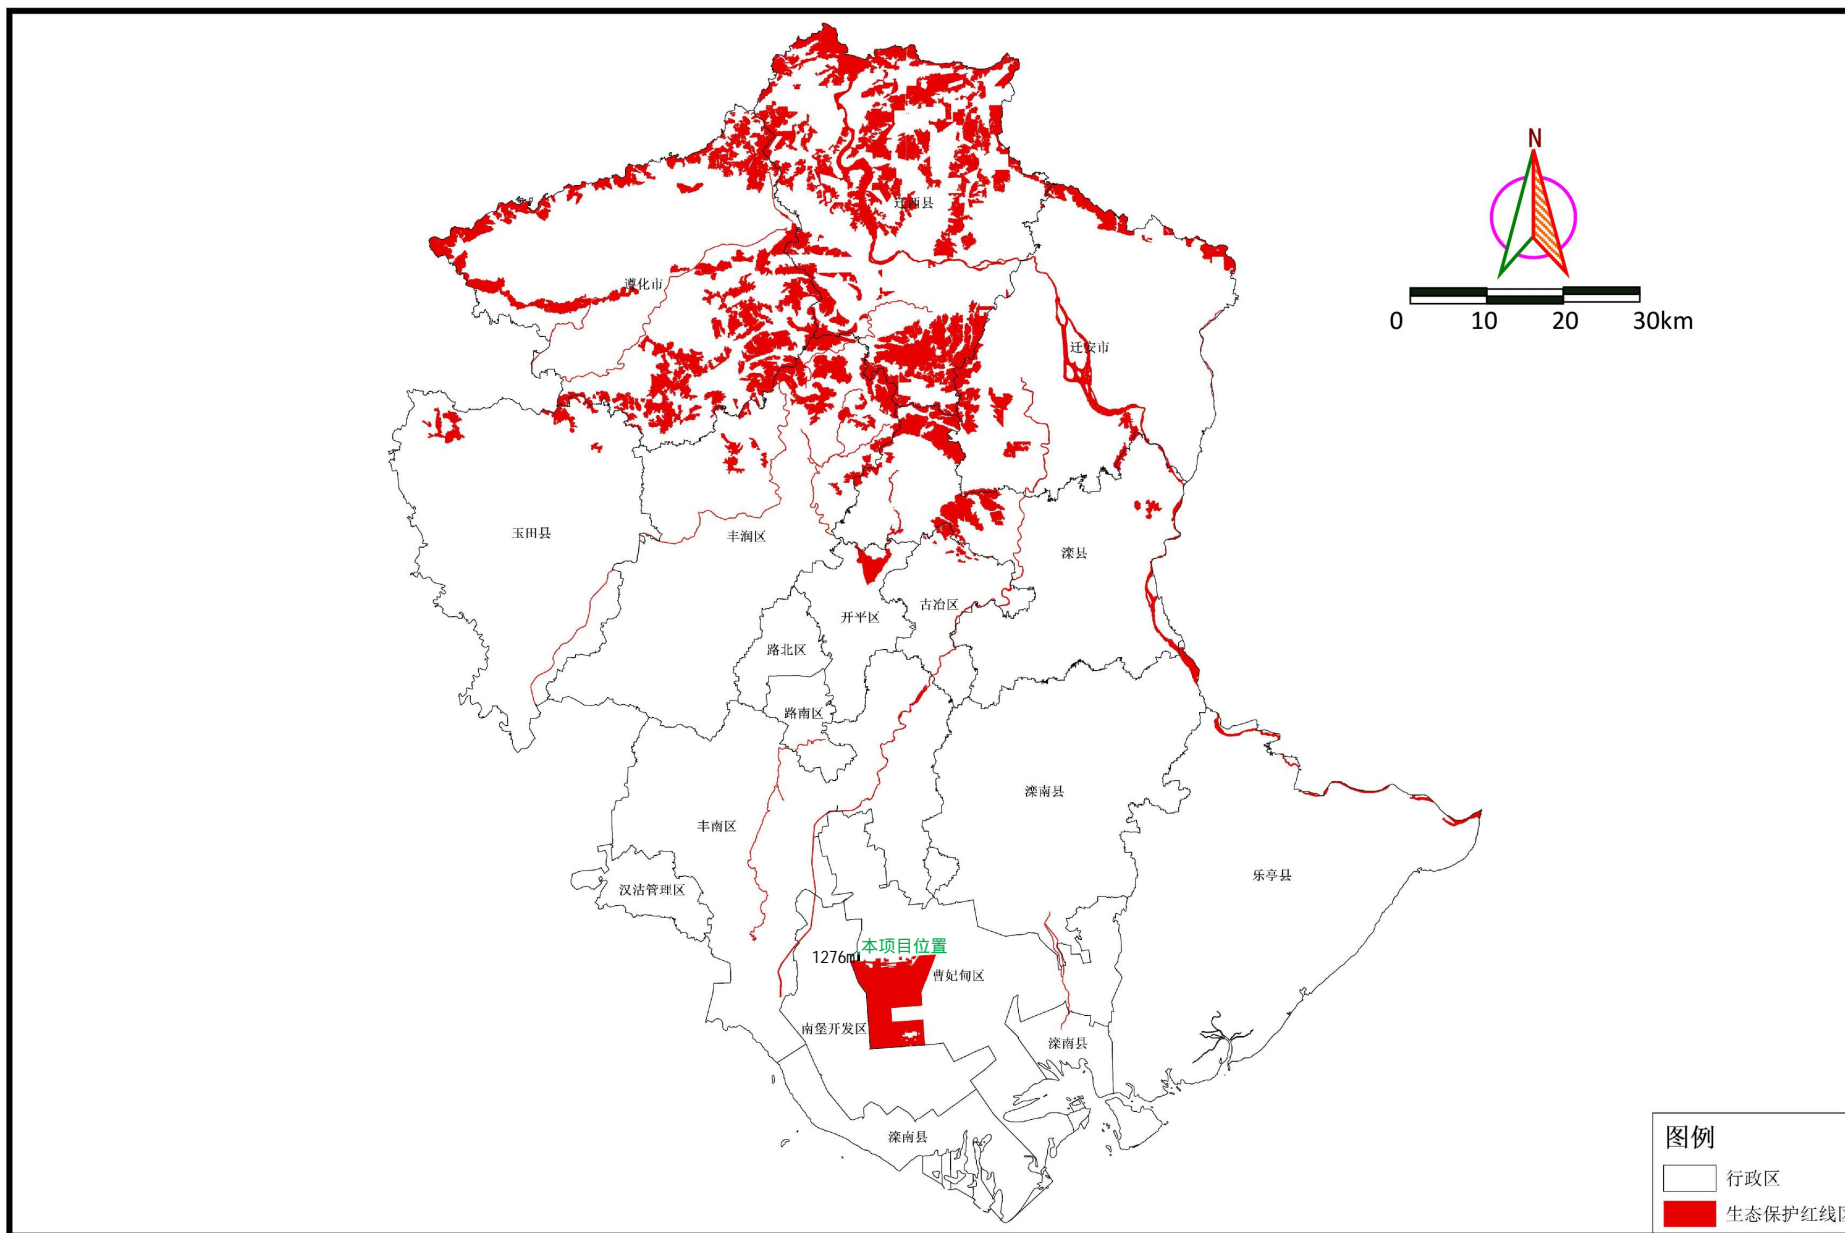 N
迁西县
遵化市
0 10 20 30km
迁安市
玉田县
丰润区
滦县
古冶区
开平区
路北区
路南区
滦南县
丰南区
乐亭县
汉沽管理区
本项目位置
1276m
曹妃甸区
南堡开发区
滦南县
滦南县
图例
行政区
生态保护红线区